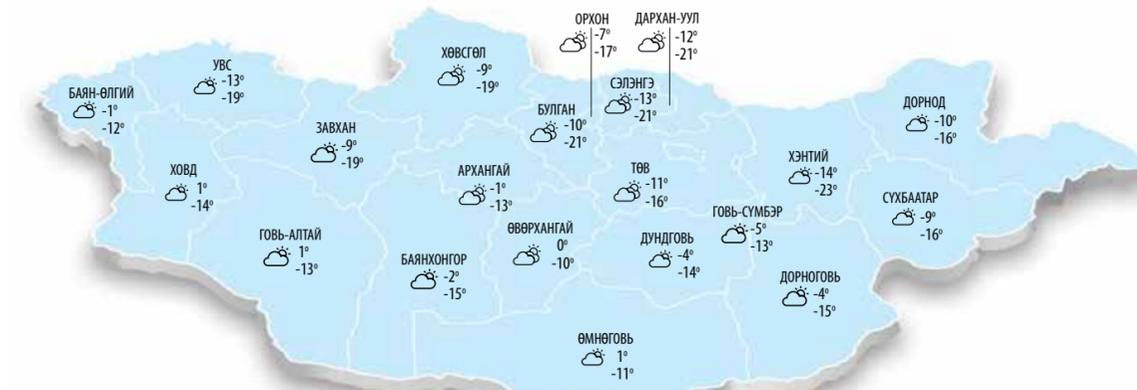 ОРХОН
-7°
-17°
ДАРХАН-УУЛ
-12°
-21°
ХӨВСГӨЛ
-9°
-19°
УВС
-13°
-19°
БАЯН-ӨЛГИЙ
-1°
-12°
СЭЛЭНГЭ
-13°
-21°
БУЛГАН
-10°
-21°
ДОРНОД
-10°
-16°
ЗАВХАН
-9°
-19°
ХОВД
1°
-14°
АРХАНГАЙ
-1°
-13°
ТӨВ
-11°
-16°
ХЭНТИЙ
-14°
-23°
СҮХБААТАР
-9°
-16°
ГОВЬ-СҮМБЭР
-5°
-13°
ГОВЬ-АЛТАЙ
1°
-13°
ӨВӨРХАНГАЙ
0°
-10°
ДУНДГОВЬ
-4°
-14°
БАЯНХОНГОР
-2°
-15°
ДОРНОГОВЬ
-4°
-15°
ӨМНӨГОВЬ
1°
-11°